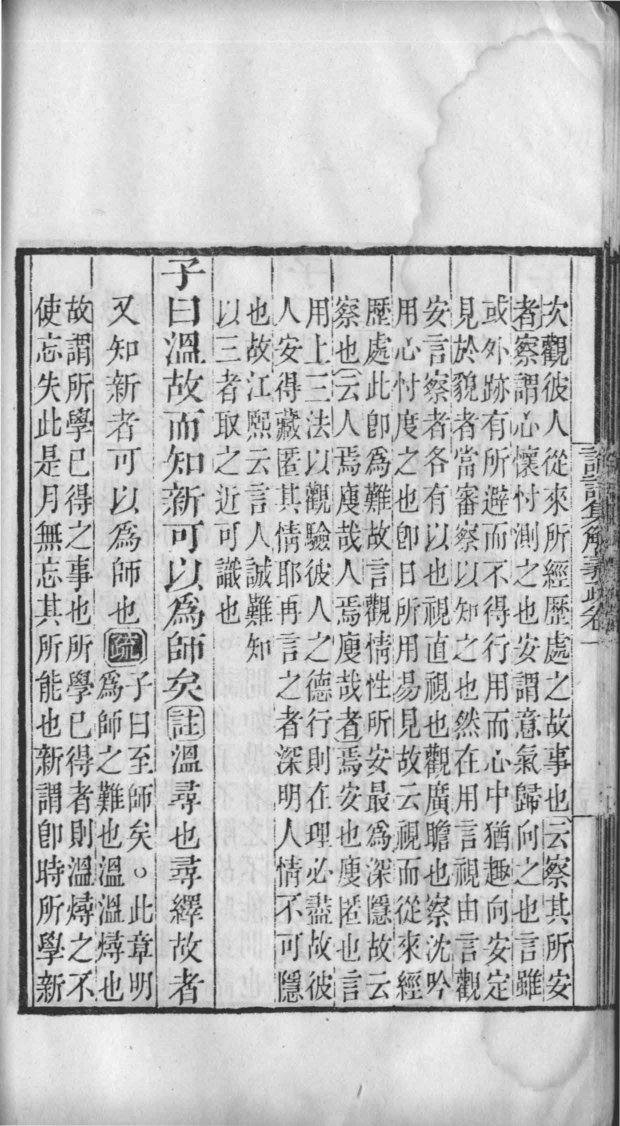 論語集解義疏卷一
次觀彼人從來所經歷處之故事也云察其所安
者察謂心懷忖測之也安謂意氣歸向之也言雖
或外跡有所避而不得行用而心中猶趣向安定
見於貌者當審察以知之也然在用言視由言觀
安言察者各有以也視直視也觀廣瞻也察沈吟
用心忖度之也卽日所用易見故云視而從來經
歷處此卽爲難故言觀情性所安最爲深隱故云
察也云人焉廋哉人焉廋哉者焉安也廋匿也言
用上三法以觀驗彼人之德行則在理必盡故彼
人安得藏匿其情耶再言之者深明人情不可隱
也故江熙云言人誠難知
以三者取之近可識也
子曰溫故而知新可以爲師矣註溫尋也尋繹故者
又知新者可以爲師也疏
子曰至師矣○此章明
爲師之難也溫溫燖也
故謂所學已得之事也所學已得者則溫燖之不
使忘失此是月無忘其所能也新謂卽時所學新